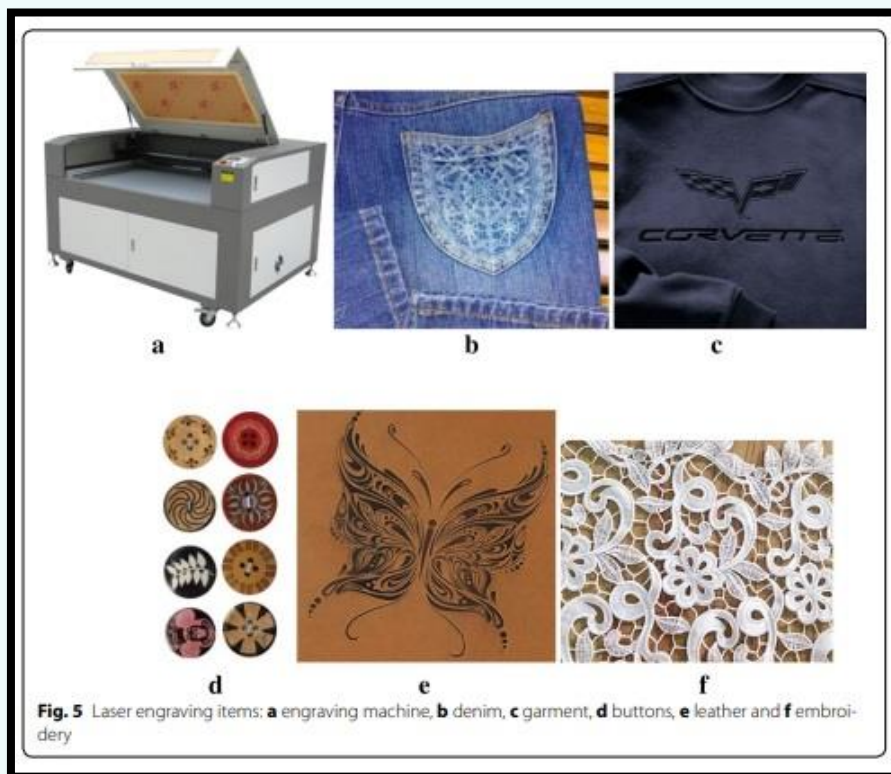 a
b
CORVETTE
c
d
e
f
Fig. 5 Laser engraving items: a engraving machine, b denim, c garment, d buttons, e leather and f embroi-
dery